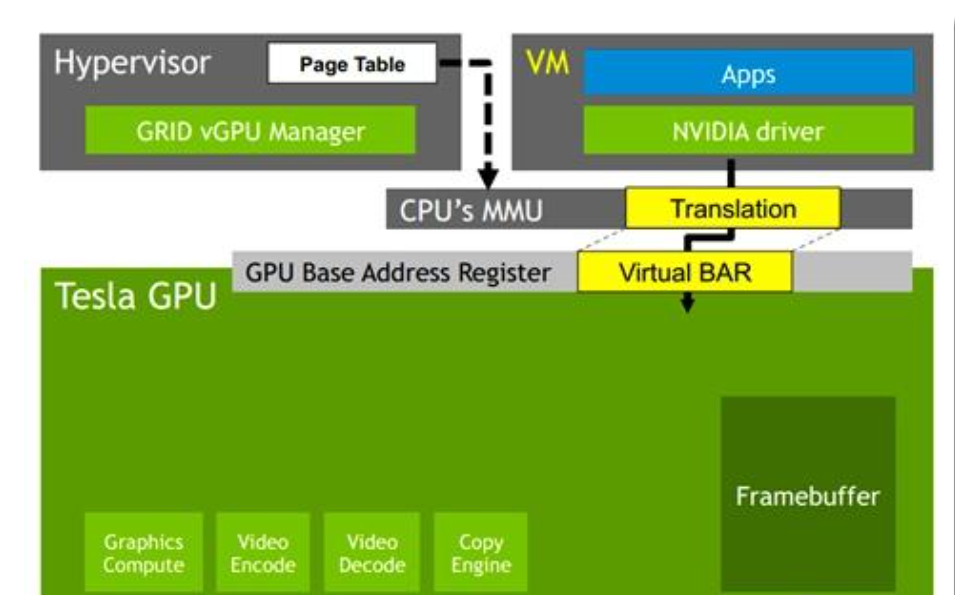 Hypervisor
Page Table
GRID vGPU Manager
VM
Apps
NVIDIA driver
CPU's MMU
Translation
GPU Base Address Register
Virtual BAR
Tesla GPU
Framebuffer
Graphics
Compute
Video
Encode
Video
Decode
Copy
Engine